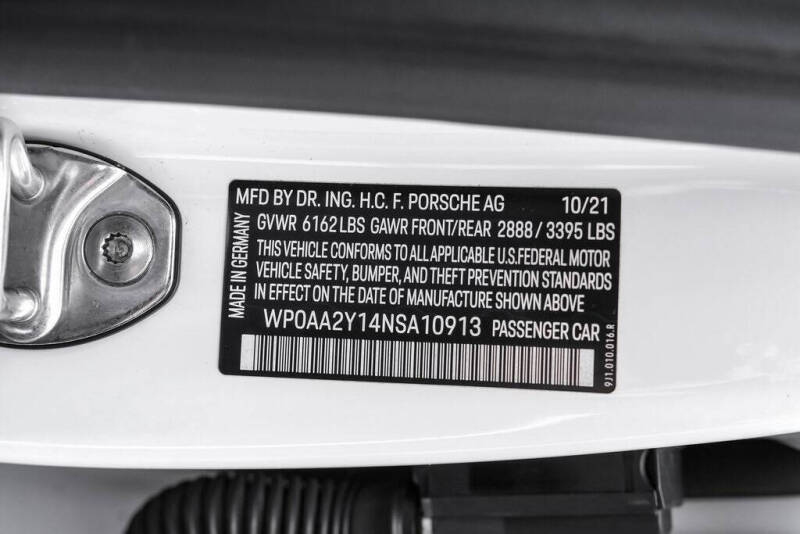 MFD BY DR. ING. H.C. F. PORSCHE AG 10/21
GVWR 6162 LBS GAWR FRONT/REAR 2888 / 3395 LBS
MADE IN GERMANY
THIS VEHICLE CONFORMS TO ALL APPLICABLE U.S.FEDERAL MOTOR
VEHICLE SAFETY, BUMPER, AND THEFT PREVENTION STANDARDS
IN EFFECT ON THE DATE OF MANUFACTURE SHOWN ABOVE
WP0AA2Y14NSA10913 PASSENGER CAR
9J1.010.016.R